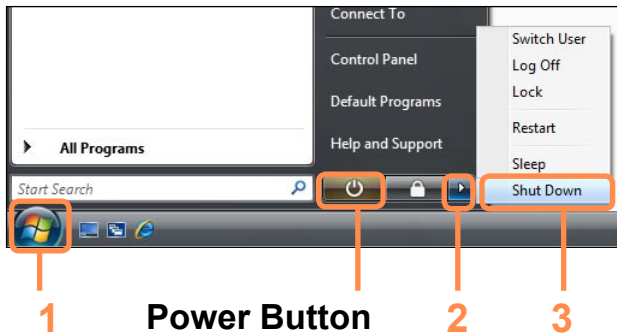 Connect To
Control Panel
Default Programs
Help and Support
All Programs
Start Search
Switch User
Log Off
Lock
Restart
Sleep
Shut Down
1
Power Button
2
3